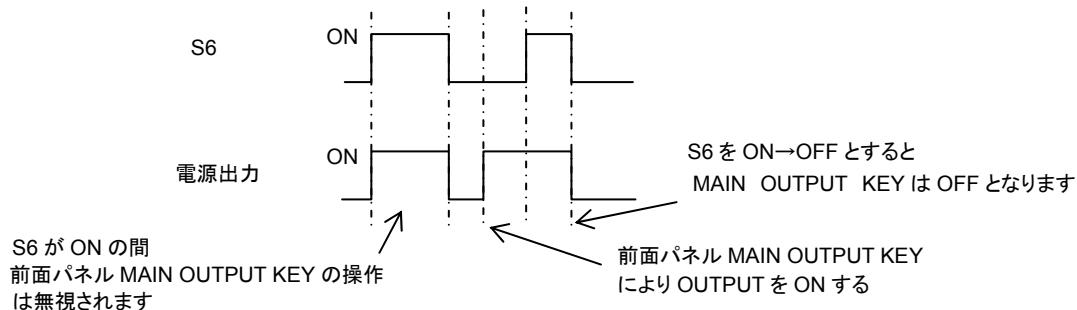 S6
ON
電源出力
ON
S6 を ON→OFF とすると
MAIN OUTPUT KEY は OFF となります
S6 が ON の間
前面パネル MAIN OUTPUT KEY の操作
は無視されます
前面パネル MAIN OUTPUT KEY
により OUTPUT を ON する